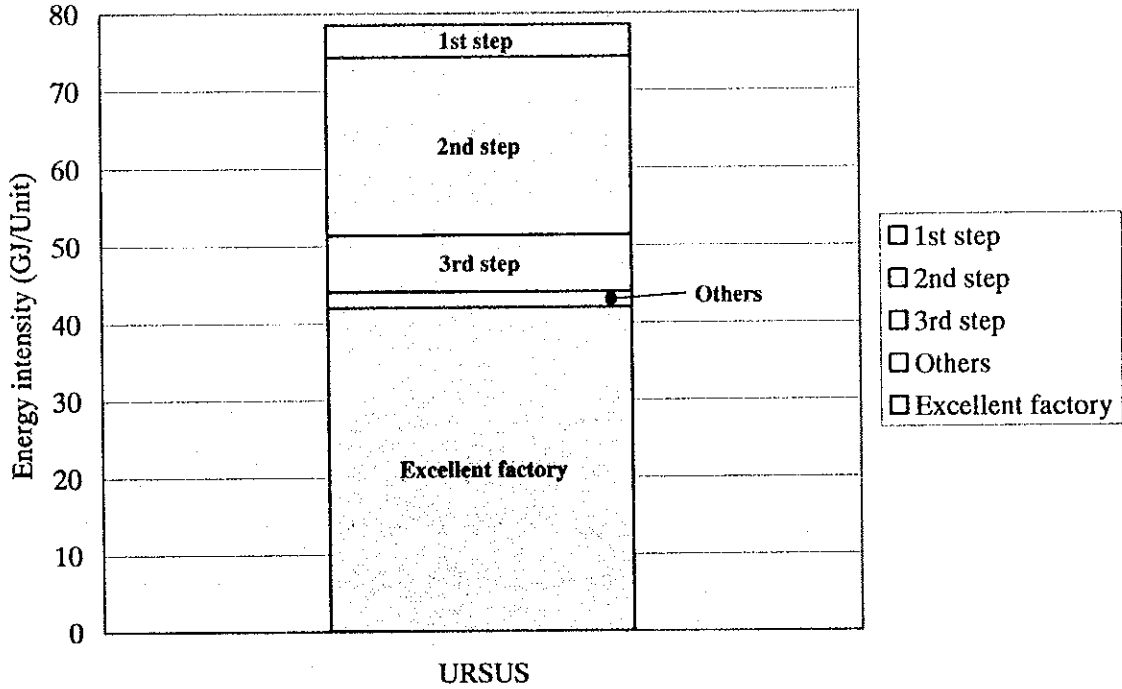 80
70
60
50
40
30
20
10
0
Energy intensity (GJ/Unit)
1st step
2nd step
3rd step
Others
Excellent factory
URSUS
1st step
2nd step
3rd step
Others
Excellent factory